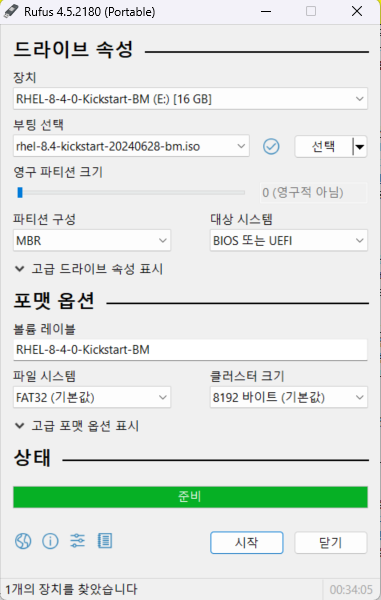 Rufus 4.5.2180 (Portable)
드라이브 속성
장치
RHEL-8-4-0-Kickstart-BM (E:) [16 GB]
부팅 선택
rhel-8.4-kickstart-20240628-bm.iso
선택
영구 파티션 크기
0 (영구적 아님)
파티션 구성 대상 시스템
MBR BIOS 또는 UEFI
고급 드라이브 속성 표시
포맷 옵션
볼륨 레이블
RHEL-8-4-0-Kickstart-BM
파일 시스템 클러스터 크기
FAT32 (기본값) 8192 바이트 (기본값)
고급 포맷 옵션 표시
상태
준비
시작 닫기
1개의 장치를 찾았습니다 00:34:05